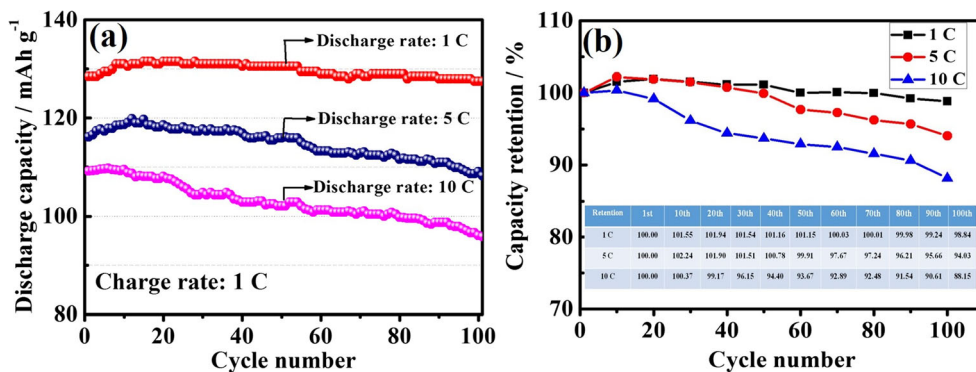 (a)
Discharge capacity / mAh g-1
140
130
120
110
100
90
80
Discharge rate: 1 C
Discharge rate: 5 C
Discharge rate: 10 C
Charge rate: 1 C
0 20 40 60 80 100
Cycle number
(b)
Capacity retention / %
110
100
90
80
70
1 C
5 C
10 C
Retention 1st 10th 20th 30th 40th 50th 60th 70th 80th 90th 100th
1 C 100.00 101.55 101.94 101.54 101.16 101.15 100.03 100.01 99.98 99.24 98.84
5 C 100.00 102.24 101.90 101.51 100.78 99.91 97.67 97.24 96.21 95.66 94.03
10 C 100.00 100.37 99.17 96.15 94.40 93.67 92.89 92.48 91.54 90.61 88.15
0 20 40 60 80 100
Cycle number